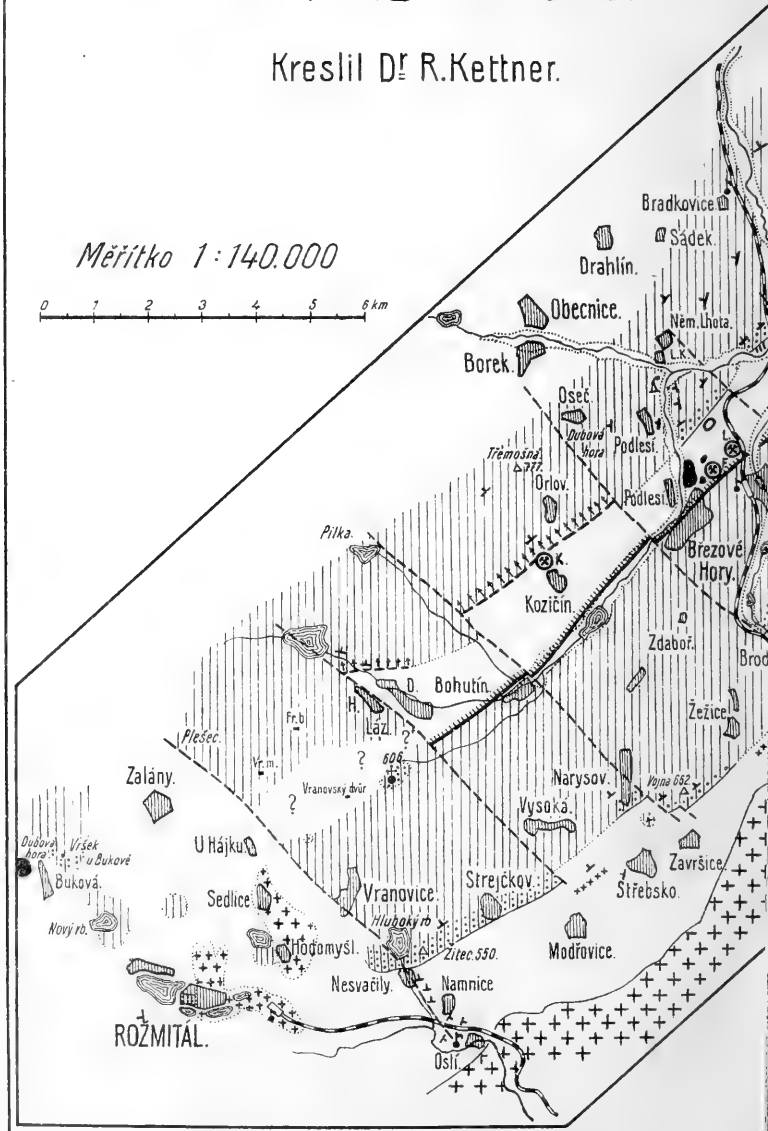 Kreslil Dr R. Kettner.
Měřítko 1:140.000
0 1 2 3 4 5 6 km
Bradkovice
Sádek.
Drahlín.
Obecnice.
Něm. Lhota.
L.K.
Borek.
Oseč.
Dubová
hora
Podlesí.
Třemošná.
△ 777.
Orlov.
L.
Podlesí
Pilka.
K.
Březové
Hory.
Kozičín.
Zdaboř.
Brod
D.
Bohutín.
H.
Láz.
Žežice.
Fr.b
Plešec.
?
?
606.
Vr.m.
Narysov.
Vojna 662
Zalány.
?
Vranovský dvůr
Vysoká.
U Hájku
Dubová
hora
Vršek
u Bukové
Závršice.
Buková.
Střebsko.
Sedlice.
Vranovice.
Strejčkov.
Hluboký rb
Nový rb.
Hodomyšl.
Žitec. 550.
Modřovice.
Nesvačily.
Namnice
ROŽMITÁL.
Oslí.